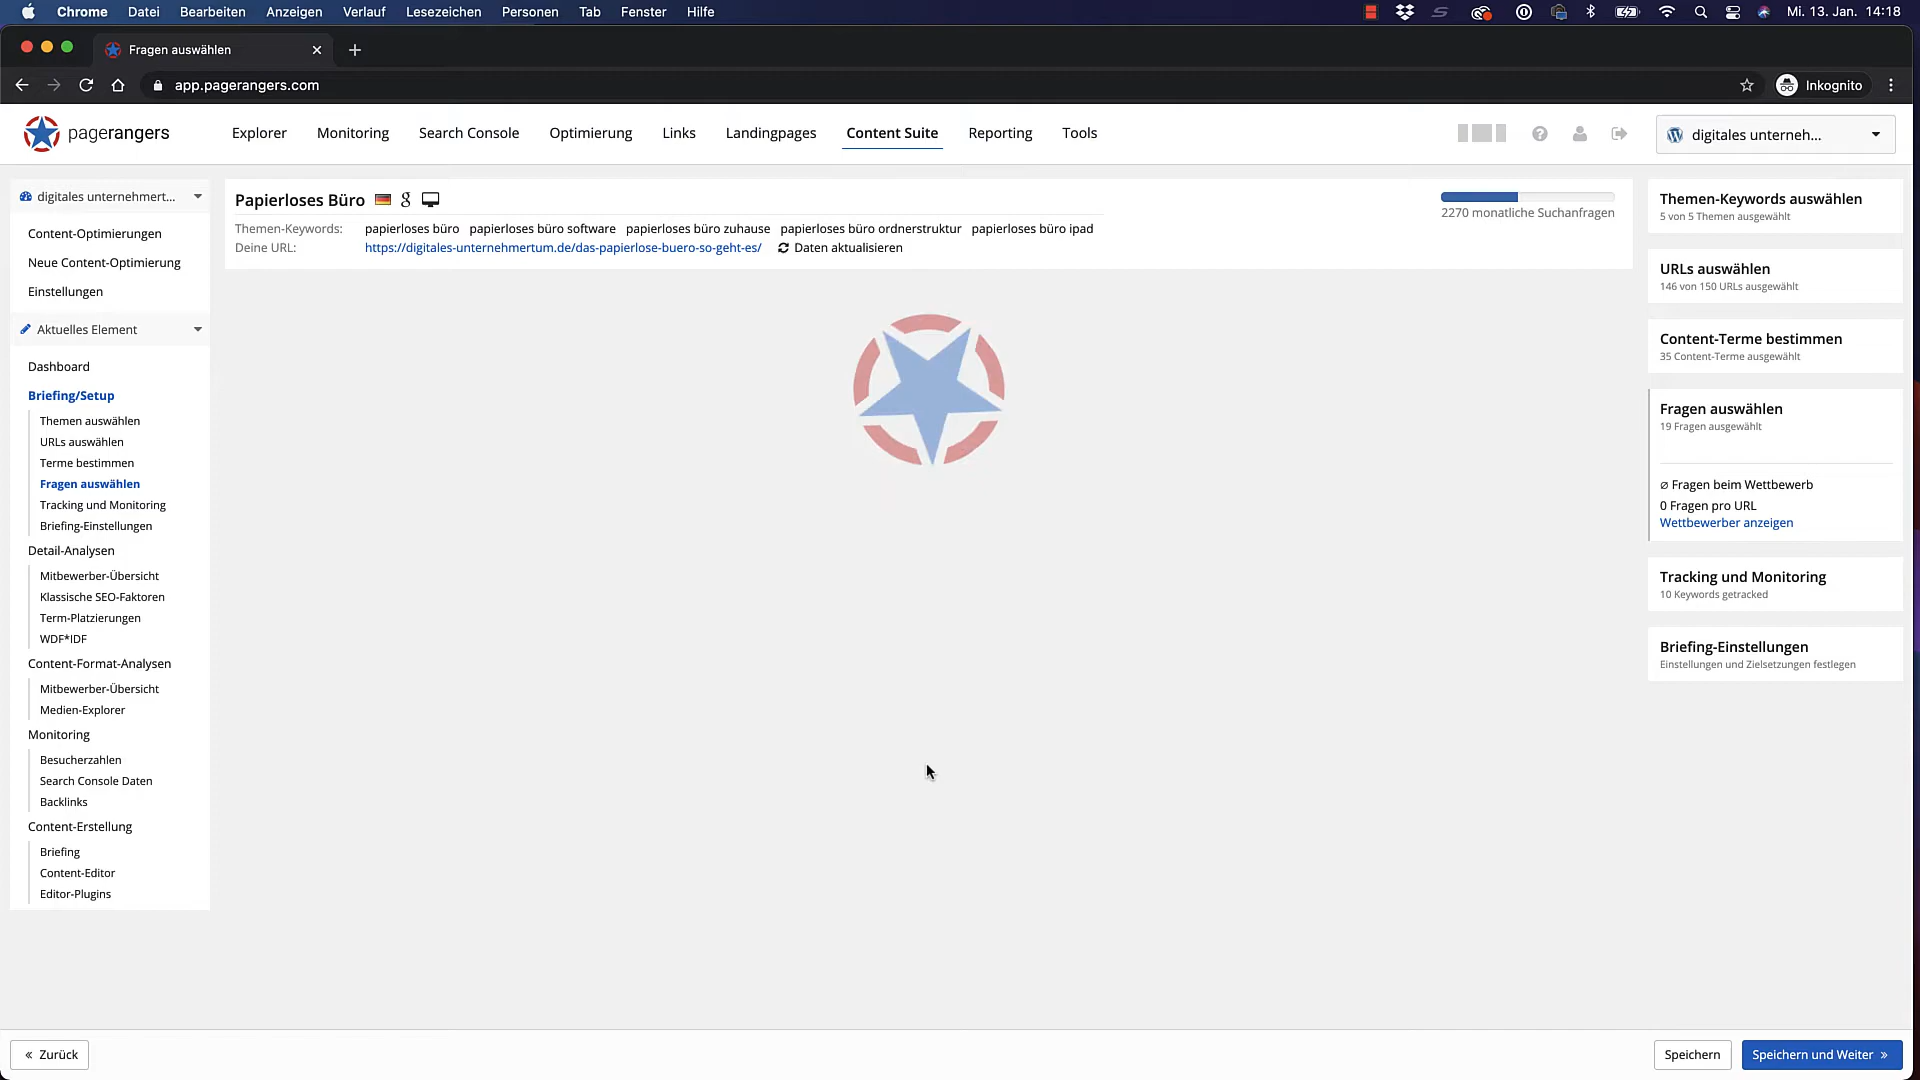 Chrome Datei Bearbeiten Anzeigen Verlauf Lesezeichen Personen Tab Fenster Hilfe Mi. 13. Jan. 14:18
Fragen auswählen
app.pagerangers.com Inkognito
pagerangers Explorer Monitoring Search Console Optimierung Links Landingpages Content Suite Reporting Tools digitales unterneh...
digitales unternehmert...
Content-Optimierungen
Neue Content-Optimierung
Einstellungen
Aktuelles Element
Dashboard
Briefing/Setup
Themen auswählen
URLs auswählen
Terme bestimmen
Fragen auswählen
Tracking und Monitoring
Briefing-Einstellungen
Detail-Analysen
Mitbewerber-Übersicht
Klassische SEO-Faktoren
Term-Platzierungen
WDF*IDF
Content-Format-Analysen
Mitbewerber-Übersicht
Medien-Explorer
Monitoring
Besucherzahlen
Search Console Daten
Backlinks
Content-Erstellung
Briefing
Content-Editor
Editor-Plugins
Papierloses Büro
2270 monatliche Suchanfragen
Themen-Keywords: papierloses büro papierloses büro software papierloses büro zuhause papierloses büro ordnerstruktur papierloses büro ipad
Deine URL: https://digitales-unternehmertum.de/das-papierlose-buero-so-geht-es/ Daten aktualisieren
Themen-Keywords auswählen
5 von 5 Themen ausgewählt
URLs auswählen
146 von 150 URLs ausgewählt
Content-Terme bestimmen
35 Content-Terme ausgewählt
Fragen auswählen
19 Fragen ausgewählt
⌀ Fragen beim Wettbewerb
0 Fragen pro URL
Wettbewerber anzeigen
Tracking und Monitoring
10 Keywords getracked
Briefing-Einstellungen
Einstellungen und Zielsetzungen festlegen
« Zurück
Speichern
Speichern und Weiter »